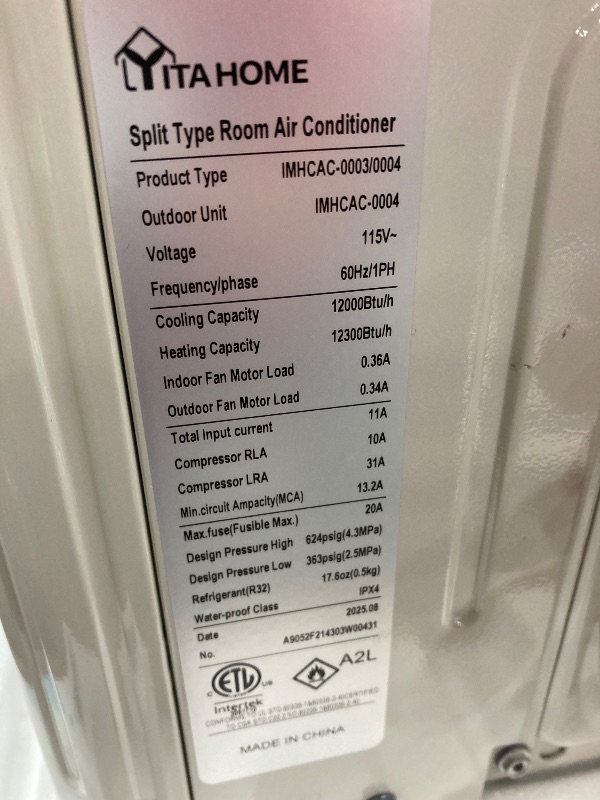 YITAHOME
Split Type Room Air Conditioner
Product Type IMHCAC-0003/0004
Outdoor Unit IMHCAC-0004
Voltage 115V~
Frequency/phase 60Hz/1PH
Cooling Capacity 12000Btu/h
Heating Capacity 12300Btu/h
Indoor Fan Motor Load 0.36A
Outdoor Fan Motor Load 0.34A
Total Input current 11A
Compressor RLA 10A
Compressor LRA 31A
Min.circuit Ampacity(MCA) 13.2A
Max.fuse(Fusible Max.) 20A
Design Pressure High 624psig(4.3MPa)
Design Pressure Low 363psig(2.5MPa)
Refrigerant(R32) 17.6oz(0.5kg)
Water-proof Class IPX4
Date 2025.08
No. A9052F214303W00431
C ETL US A2L
Intertek
MADE IN CHINA